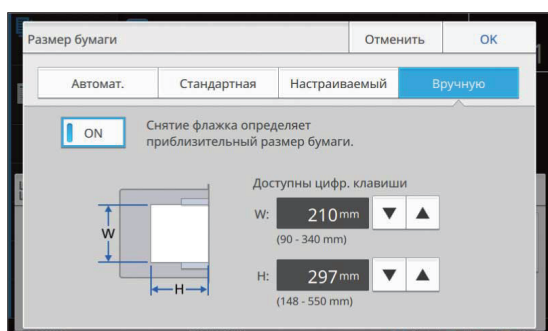 Размер бумаги
Отменить
OK
Автомат.
Стандартная
Настраиваемый
Вручную
ON
Снятие флажка определяет
приблизительный размер бумаги.
Доступны цифр. клавиши
W: 210mm
(90 - 340 mm)
H: 297mm
(148 - 550 mm)
W
H